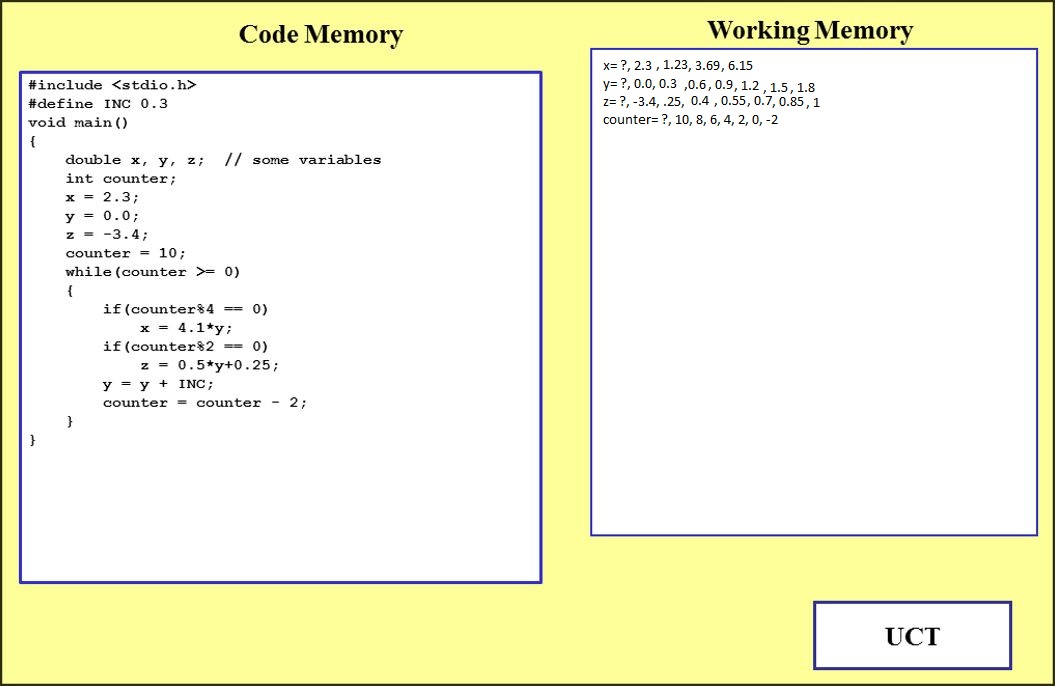 Code Memory
#include <stdio.h>
#define INC 0.3
void main()
{
    double x, y, z;  // some variables
    int counter;
    x = 2.3;
    y = 0.0;
    z = -3.4;
    counter = 10;
    while(counter >= 0)
    {
        if(counter%4 == 0)
            x = 4.1*y;
        if(counter%2 == 0)
            z = 0.5*y+0.25;
        y = y + INC;
        counter = counter - 2;
    }
}
Working Memory
x= ?, 2.3 , 1.23, 3.69, 6.15
y= ?, 0.0, 0.3 ,0.6, 0.9, 1.2 , 1.5, 1.8
z= ?, -3.4, .25, 0.4 , 0.55, 0.7, 0.85, 1
counter= ?, 10, 8, 6, 4, 2, 0, -2
UCT